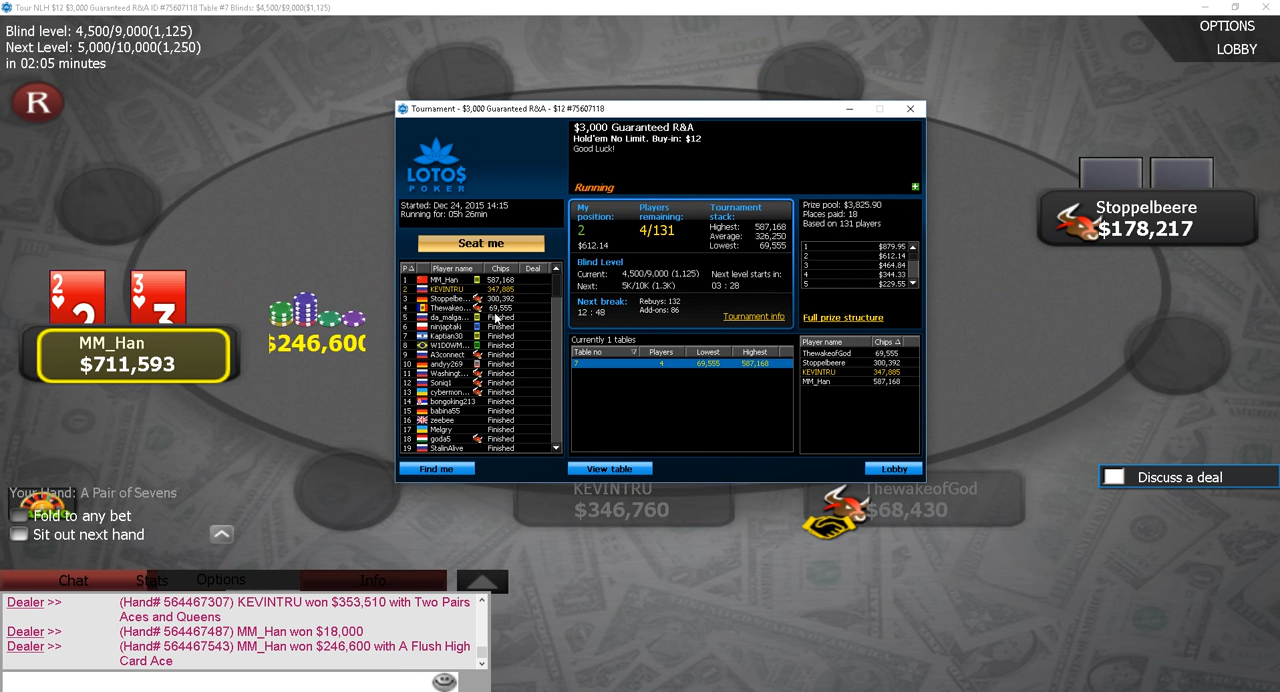 Tour NLH $12 $3,000 Guaranteed R&A ID #75607118 Table #7 Blinds: $4,500/$9,000($1,125)
Blind level: 4,500/9,000(1,125)
Next Level: 5,000/10,000(1,250)
in 02:05 minutes
OPTIONS
LOBBY
R
Tournament - $3,000 Guaranteed R&A - $12 #75607118
LOTO$
POKER
$3,000 Guaranteed R&A
Hold'em No Limit. Buy-in: $12
Good Luck!
Running
Started: Dec 24, 2015 14:15
Running for: 05h 26min
Seat me
My position:
2
$612.14
Players remaining:
4/131
Tournament stack:
Highest: 587,168
Average: 326,250
Lowest: 69,555
Blind Level
Current: 4,500/9,000 (1,125)
Next: 5K/10K (1.3K)
Next level starts in:
03 : 28
Next break:
12 : 48
Rebuys: 132
Add-ons: 86
Tournament info
Prize pool: $3,825.90
Places paid: 18
Based on 131 players
1 $879.95
2 $612.14
3 $464.84
4 $344.33
5 $229.55
Full prize structure
P Player name Chips Deal
1 MM_Han 587,168
2 KEVINTRU 347,885
3 Stoppelbe... 300,392
4 Thewakeo... 69,555
5 da_malga... Finished
6 ninjaptaki Finished
7 Kaptian30 Finished
8 W1D0WM... Finished
9 A3connect Finished
10 andyy269 Finished
11 Washingt... Finished
12 Soniq1 Finished
13 cybermon... Finished
14 bongoking213 Finished
15 babina55 Finished
16 zeebee Finished
17 Melgry Finished
18 goda5 Finished
19 StalinAlive Finished
Currently 1 tables
Table no Players Lowest Highest
7 4 69,555 587,168
Player name Chips
ThewakeofGod 69,555
Stoppelbeere 300,392
KEVINTRU 347,885
MM_Han 587,168
Find me
View table
Lobby
Stoppelbeere
$178,217
2
2
3
3
MM_Han
$711,593
$246,600
KEVINTRU
$346,760
ThewakeofGod
$68,430
Discuss a deal
Your Hand: A Pair of Sevens
Fold to any bet
Sit out next hand
Chat Stats Options Info
Dealer >> (Hand# 564467307) KEVINTRU won $353,510 with Two Pairs
Aces and Queens
Dealer >> (Hand# 564467487) MM_Han won $18,000
Dealer >> (Hand# 564467543) MM_Han won $246,600 with A Flush High
Card Ace